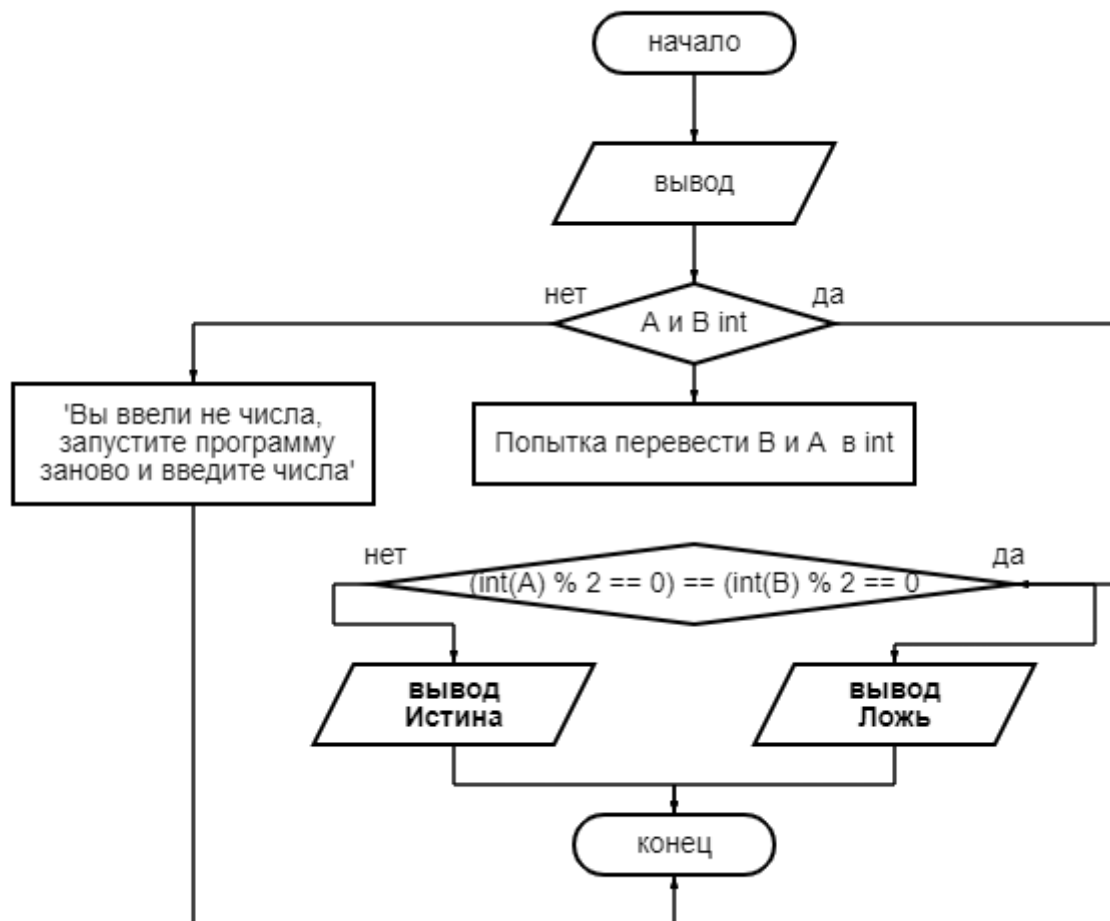 начало
вывод
нет
да
А и В int
'Вы ввели не числа,
запустите программу
заново и введите числа'
Попытка перевести В и А в int
нет
да
(int(A) % 2 == 0) == (int(B) % 2 == 0
вывод
Истина
вывод
Ложь
конец